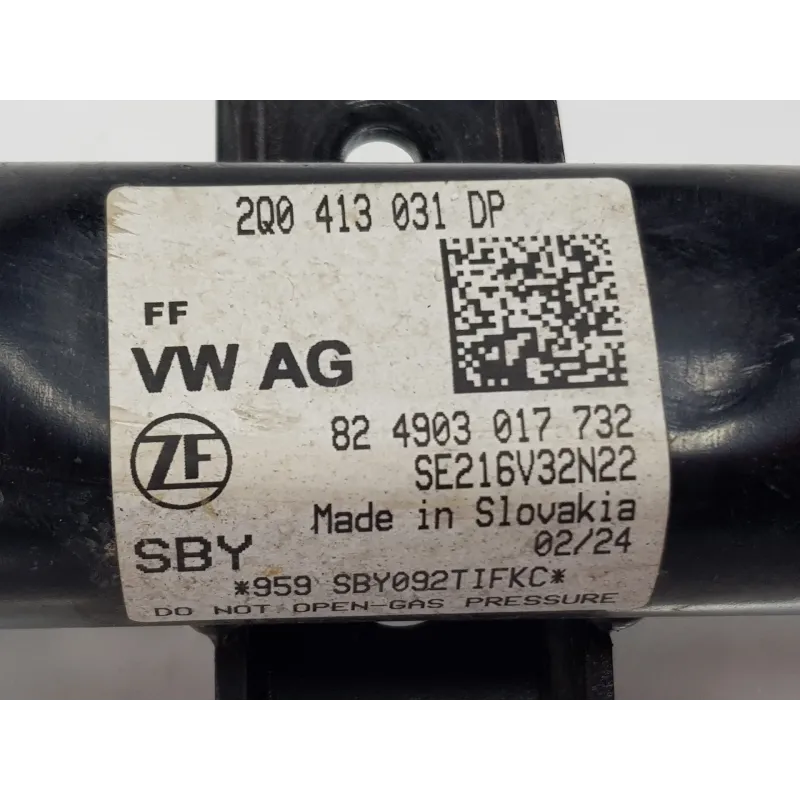 2Q0 413 031 DP
FF
VW AG
82 4903 017 732
ZF
SE216V32N22
Made in Slovakia
SBY
02/24
*959 SBY092TIFKC*
DO NOT OPEN-GAS PRESSURE